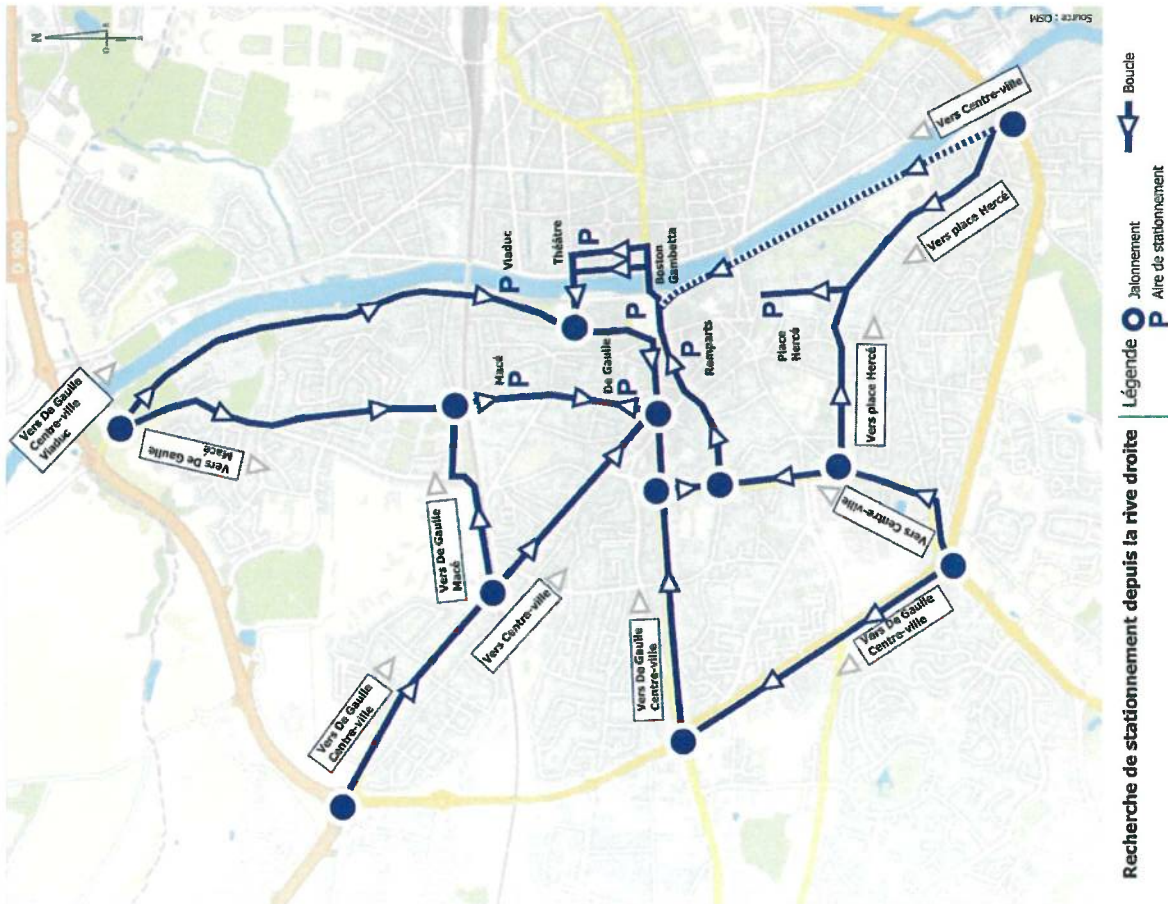 N
D 900
Vers De Gaulle
Centre-ville
Viaduc
Vers De Gaulle
Macé
Vers De Gaulle
Macé
Vers De Gaulle
Centre-ville
Vers Centre-ville
Macé
P
De Gaulle
P
P Viaduc
Théâtre
P
Boston
Gambetta
P
P
Remparts
Vers De Gaulle
Centre-ville
Place
Hercé
P
Vers place Hercé
Vers place Hercé
Vers Centre-ville
Vers Centre-ville
Vers De Gaulle
Centre-ville
Source : CISM
Recherche de stationnement depuis la rive droite
Légende
Jalonnement
P Aire de stationnement
Boucle